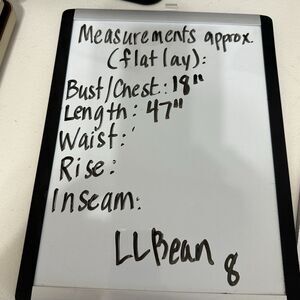 Measurements approx.
(flat lay):
Bust/Chest: 18"
Length: 47"
Waist:
Rise:
Inseam:
LLBean 8